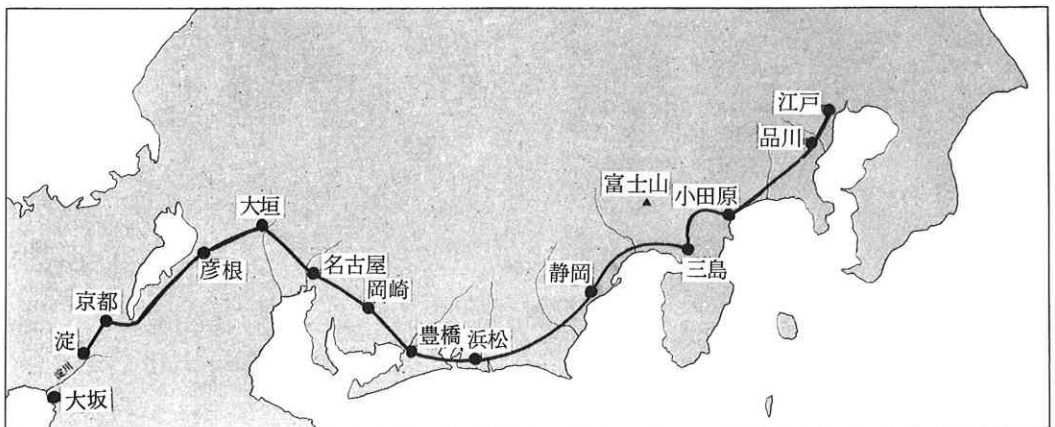 江戸
品川
富士山
小田原
大垣
名古屋
三島
彦根
静岡
岡崎
京都
豊橋
浜松
淀
淀川
大坂